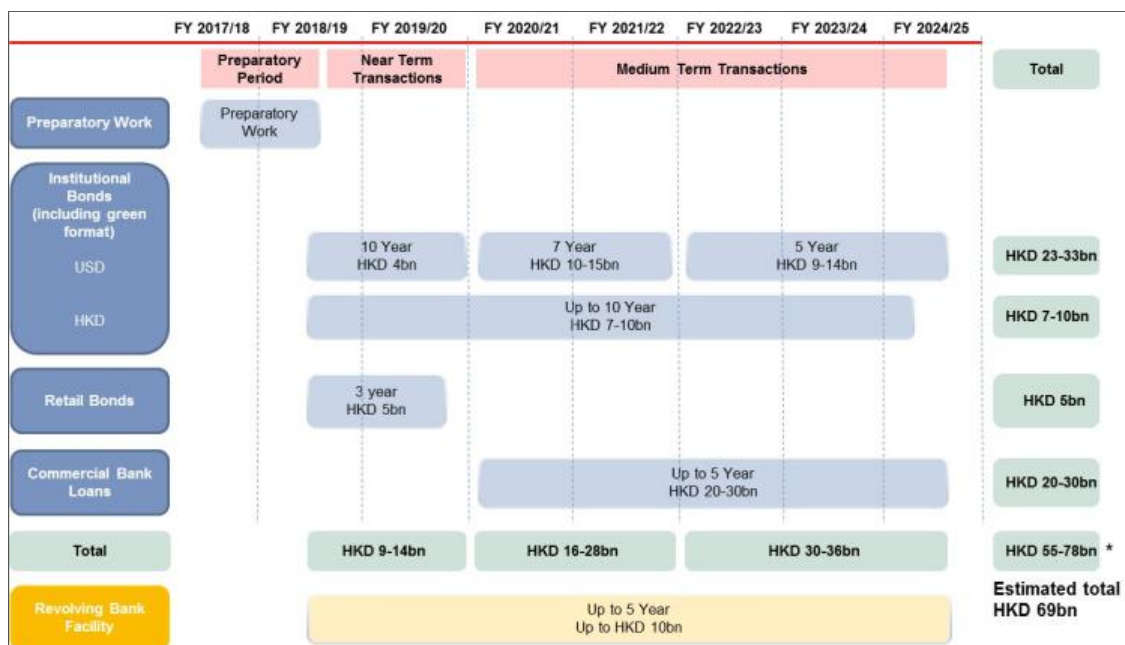 FY 2017/18 FY 2018/19 FY 2019/20 FY 2020/21 FY 2021/22 FY 2022/23 FY 2023/24 FY 2024/25
Preparatory
Period
Near Term
Transactions
Medium Term Transactions
Total
Preparatory Work
Preparatory
Work
Institutional
Bonds
(including green
format)
USD
10 Year
HKD 4bn
7 Year
HKD 10-15bn
5 Year
HKD 9-14bn
HKD 23-33bn
HKD
Up to 10 Year
HKD 7-10bn
HKD 7-10bn
Retail Bonds
3 year
HKD 5bn
HKD 5bn
Commercial Bank
Loans
Up to 5 Year
HKD 20-30bn
HKD 20-30bn
Total
HKD 9-14bn
HKD 16-28bn
HKD 30-36bn
HKD 55-78bn *
Estimated total
HKD 69bn
Revolving Bank
Facility
Up to 5 Year
Up to HKD 10bn